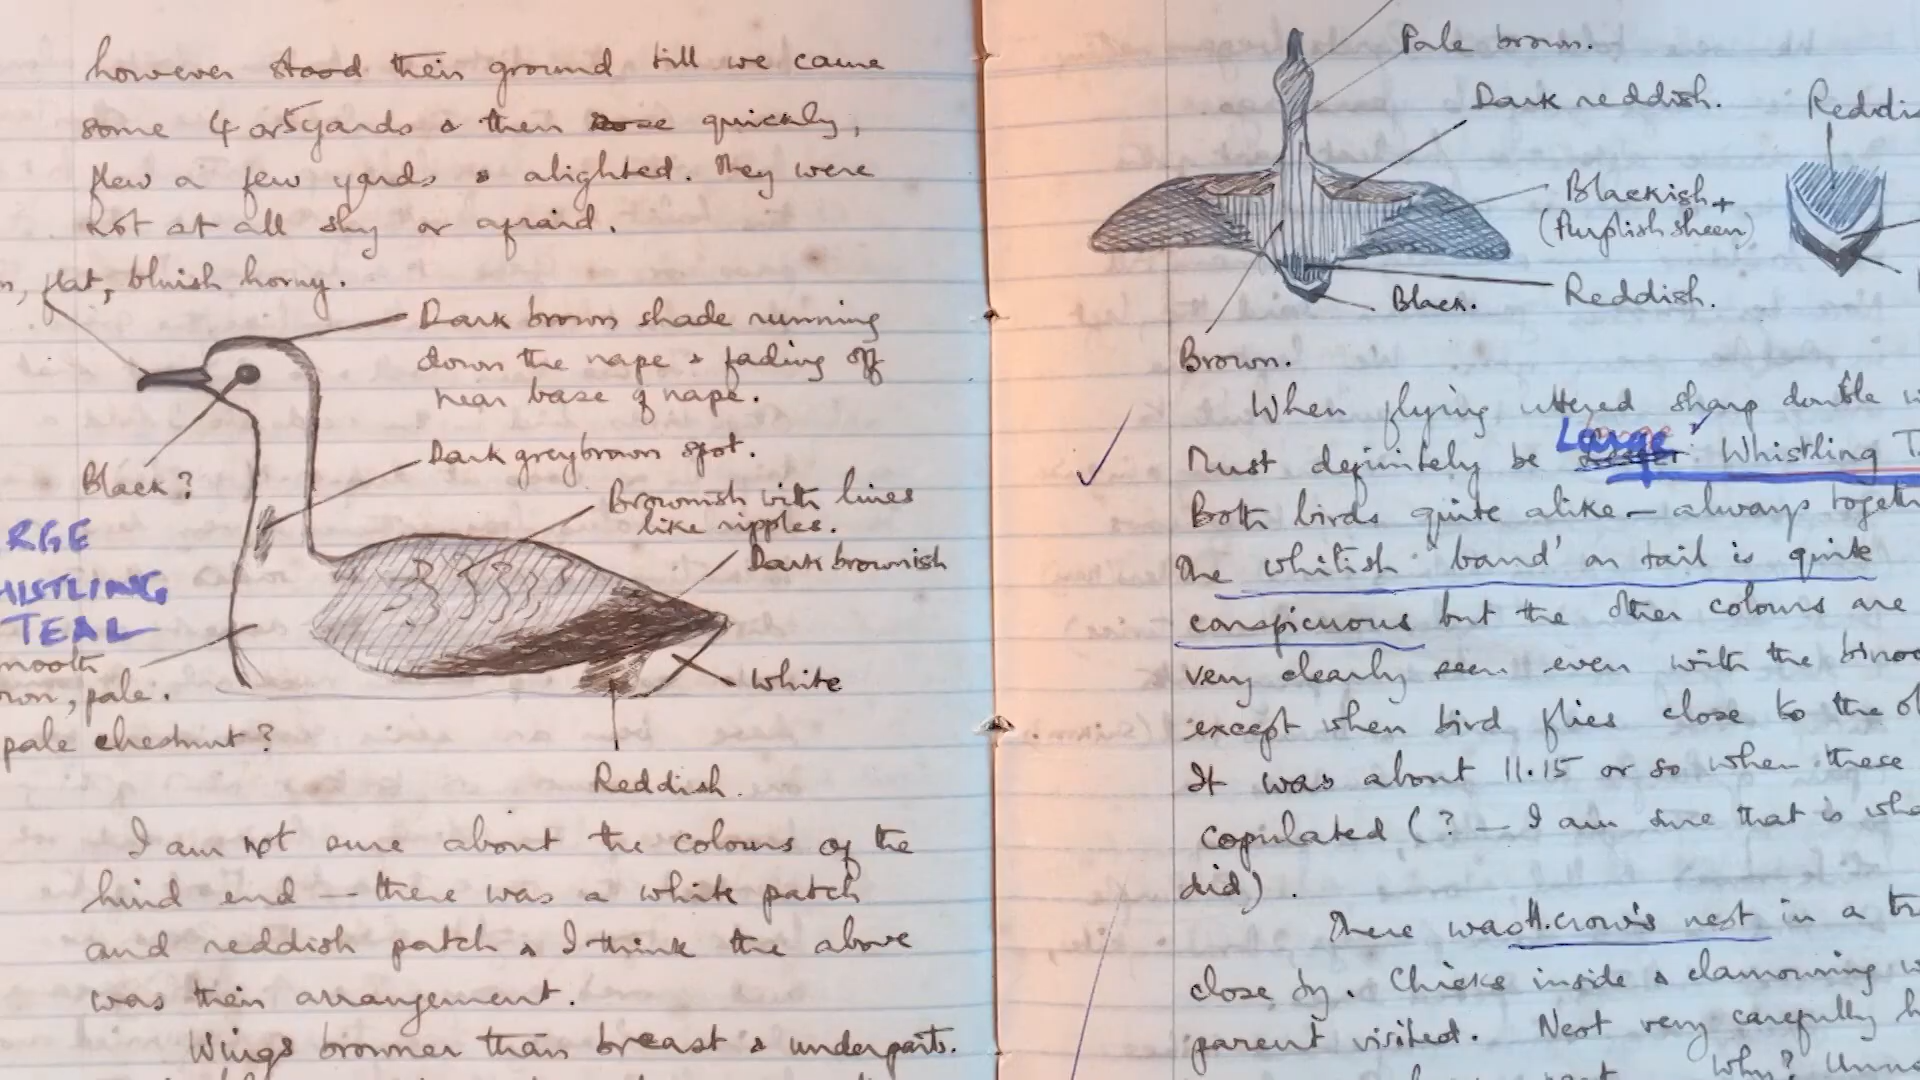 however stood their ground till we came
some 4 or 5 yards & then rose quickly,
flew a few yards & alighted. They were
not at all shy or afraid.
flat, bluish horny.
Dark brown shade running
down the nape & fading off
near base of nape.
Dark greybrown spot.
Black?
Brownish with lines
like ripples.
Dark brownish
RGE
TEAL
pale.
White
pale chestnut?
Reddish.
I am not sure about the colours of the
hind end — there was a white patch
and reddish patch & I think the above
was their arrangement.
Wings browner than breast & underparts.
Pale brown.
Dark reddish.
Blackish +
(Purplish sheen)
Reddish.
Black.
Brown.
When flying uttered sharp double
Must definitely be Large Whistling
Both birds quite alike — always
The whitish 'band' on tail is quite
conspicuous but the other colours are
very clearly seen even with the
except when bird flies close to the
It was about 11.15 or so when these
copulated (? — I am sure that is
did).
There was H. crow's nest in a
close by. Chicks inside & clamouring
parent visited. Nest very carefully
Why?